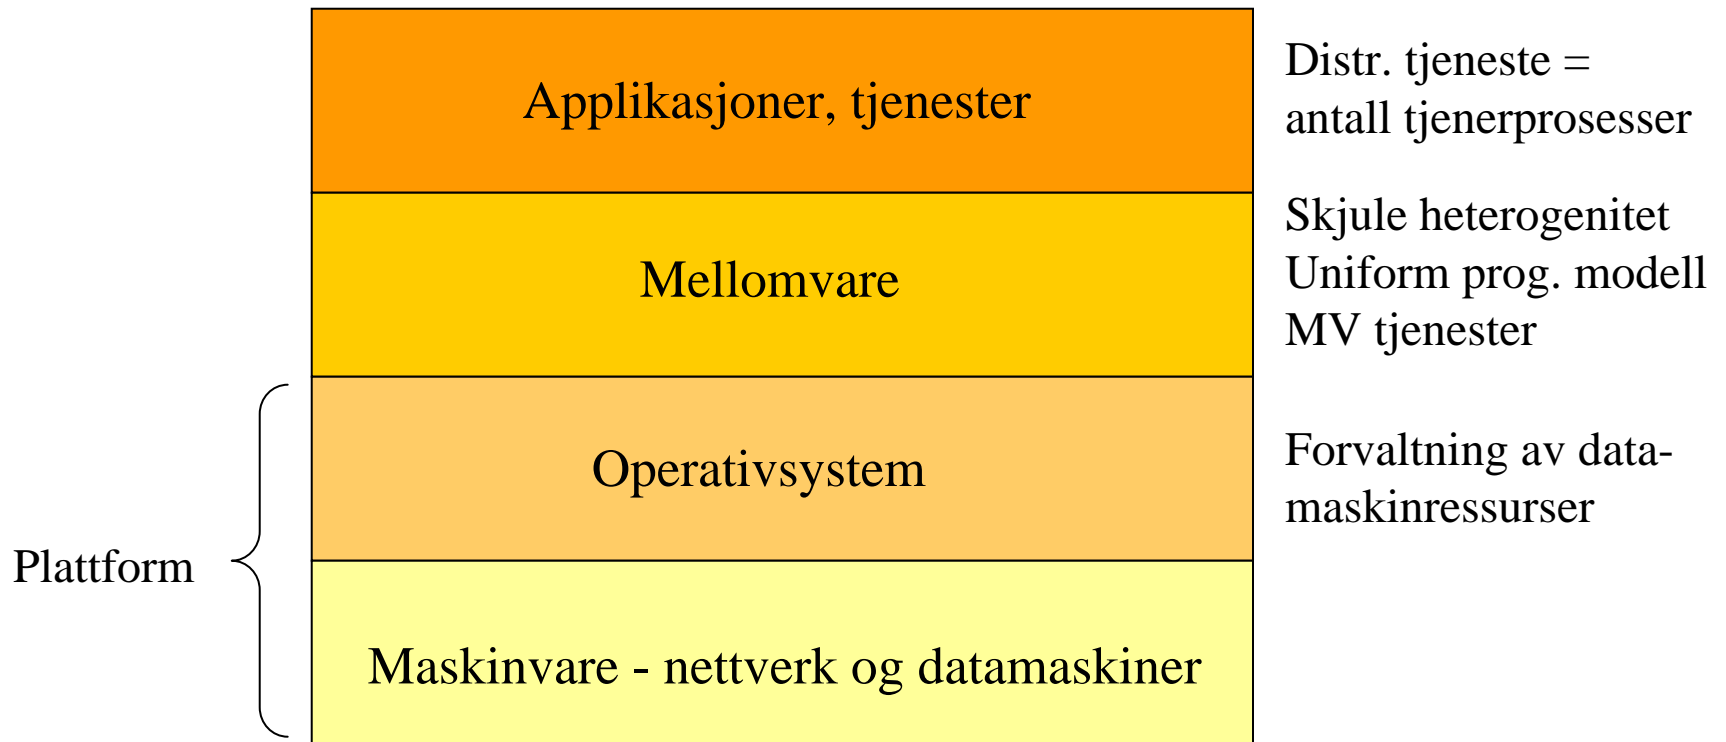 Applikasjoner, tjenester
Distr. tjeneste =
antall tjenerprosesser
Mellomvare
Skjule heterogenitet
Uniform prog. modell
MV tjenester
Operativsystem
Forvaltning av data-
maskinressurser
Plattform
Maskinvare - nettverk og datamaskiner